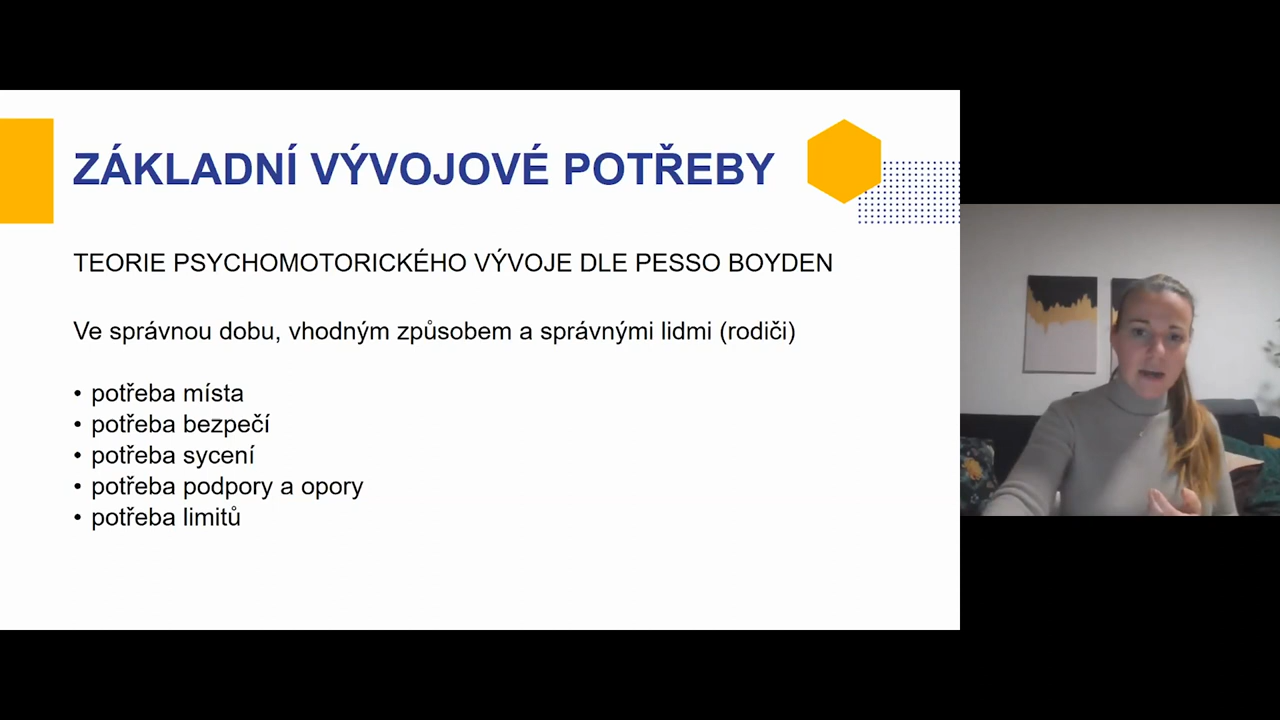 ZÁKLADNÍ VÝVOJOVÉ POTŘEBY
TEORIE PSYCHOMOTORICKÉHO VÝVOJE DLE PESSO BOYDEN
Ve správnou dobu, vhodným způsobem a správnými lidmi (rodiči)
• potřeba místa
• potřeba bezpečí
• potřeba sycení
• potřeba podpory a opory
• potřeba limitů